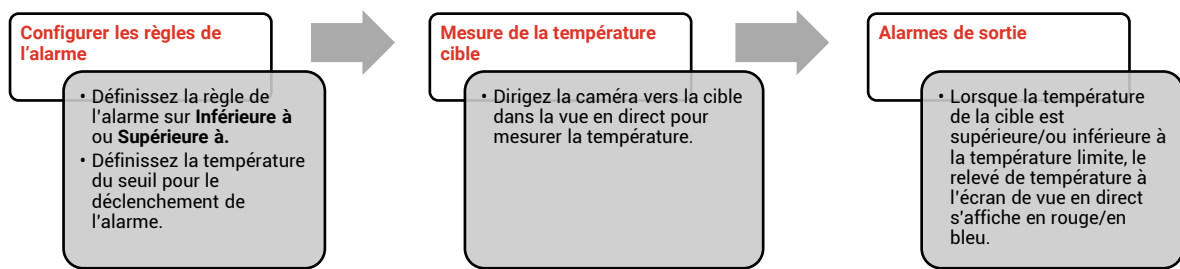 Configurer les règles de
l'alarme
• Définissez la règle de
l'alarme sur Inférieure à
ou Supérieure à.
• Définissez la température
du seuil pour le
déclenchement de
l'alarme.
Mesure de la température
cible
• Dirigez la caméra vers la cible
dans la vue en direct pour
mesurer la température.
Alarmes de sortie
• Lorsque la température
de la cible est
supérieure/ou inférieure à
la température limite, le
relevé de température à
l'écran de vue en direct
s'affiche en rouge/en
bleu.